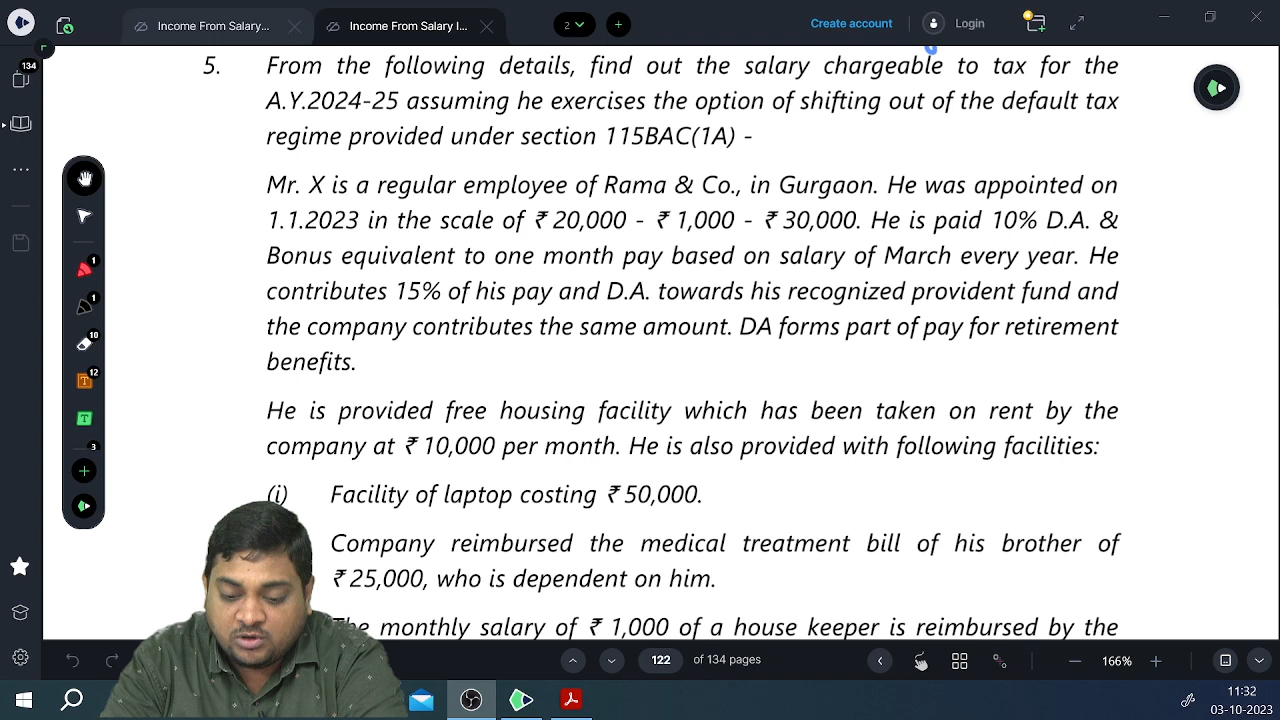 Income From Salary...
Income From Salary I...
2
Create account
Login
134
5. From the following details, find out the salary chargeable to tax for the
A.Y.2024-25 assuming he exercises the option of shifting out of the default tax
regime provided under section 115BAC(1A) -
Mr. X is a regular employee of Rama & Co., in Gurgaon. He was appointed on
1.1.2023 in the scale of ₹ 20,000 - ₹ 1,000 - ₹ 30,000. He is paid 10% D.A. &
Bonus equivalent to one month pay based on salary of March every year. He
contributes 15% of his pay and D.A. towards his recognized provident fund and
the company contributes the same amount. DA forms part of pay for retirement
benefits.
He is provided free housing facility which has been taken on rent by the
company at ₹ 10,000 per month. He is also provided with following facilities:
(i) Facility of laptop costing ₹ 50,000.
Company reimbursed the medical treatment bill of his brother of
₹ 25,000, who is dependent on him.
The monthly salary of ₹ 1,000 of a house keeper is reimbursed by the
1
1
10
12
T
T
3
122 of 134 pages
166%
11:32
03-10-2023